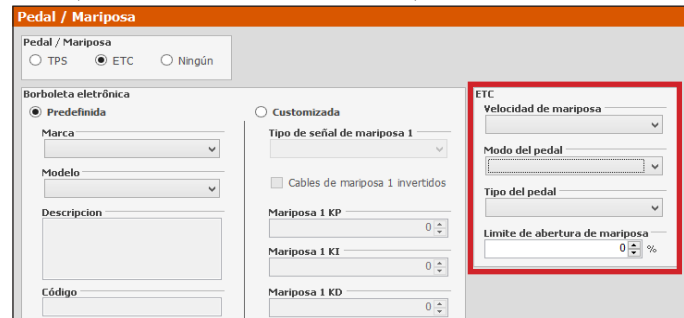 Pedal / Mariposa
Pedal / Mariposa
TPS ETC Ningún
Borboleta eletrônica
Predefinida
Marca
Modelo
Descripcion
Código
Customizada
Tipo de señal de mariposa 1
Cables de mariposa 1 invertidos
Mariposa 1 KP
0
Mariposa 1 KI
0
Mariposa 1 KD
0
ETC
Velocidad de mariposa
Modo del pedal
Tipo del pedal
Limite de abertura de mariposa
0 %